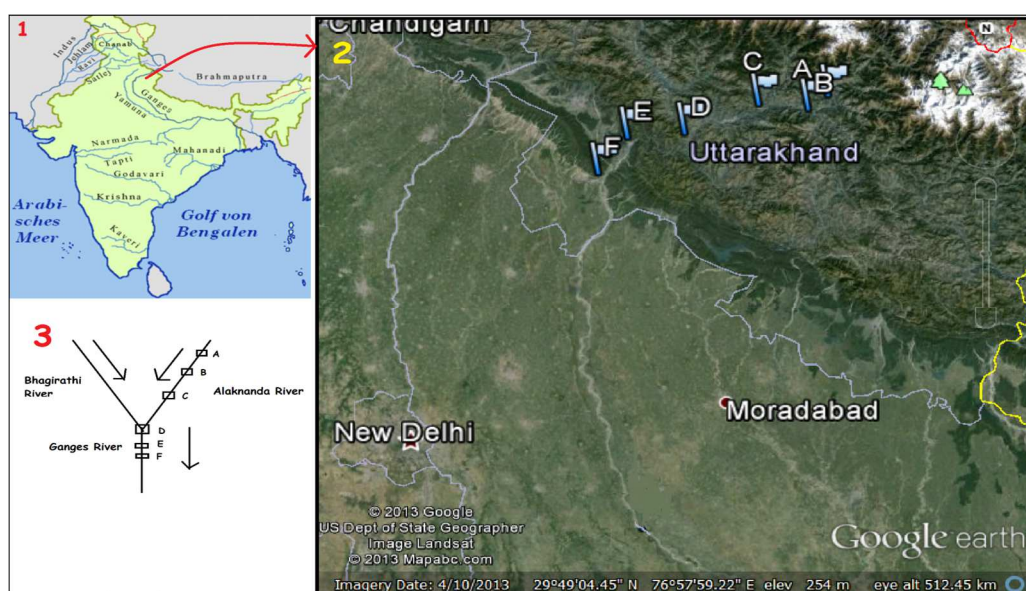 1
Indus
Jehlam
Chanab
Ravi
Satlej
Brahmaputra
Ganges
Yamuna
Narmada
Mahanadi
Tapti
Godavari
Krishna
Arabi-
sches
Meer
Golf von
Bengalen
Kaveri
3
A
B
C
Bhagirathi
River
Alaknanda River
D
Ganges River
E
F
2
Chandigarh
N
C
A
B
D
E
F
Uttarakhand
Moradabad
New Delhi
© 2013 Google
US Dept of State Geographer
Image Landsat
© 2013 Mapabc.com
Google earth
Imagery Date: 4/10/2013 29°49'04.45" N 76°57'59.22" E elev 254 m eye alt 512.45 km